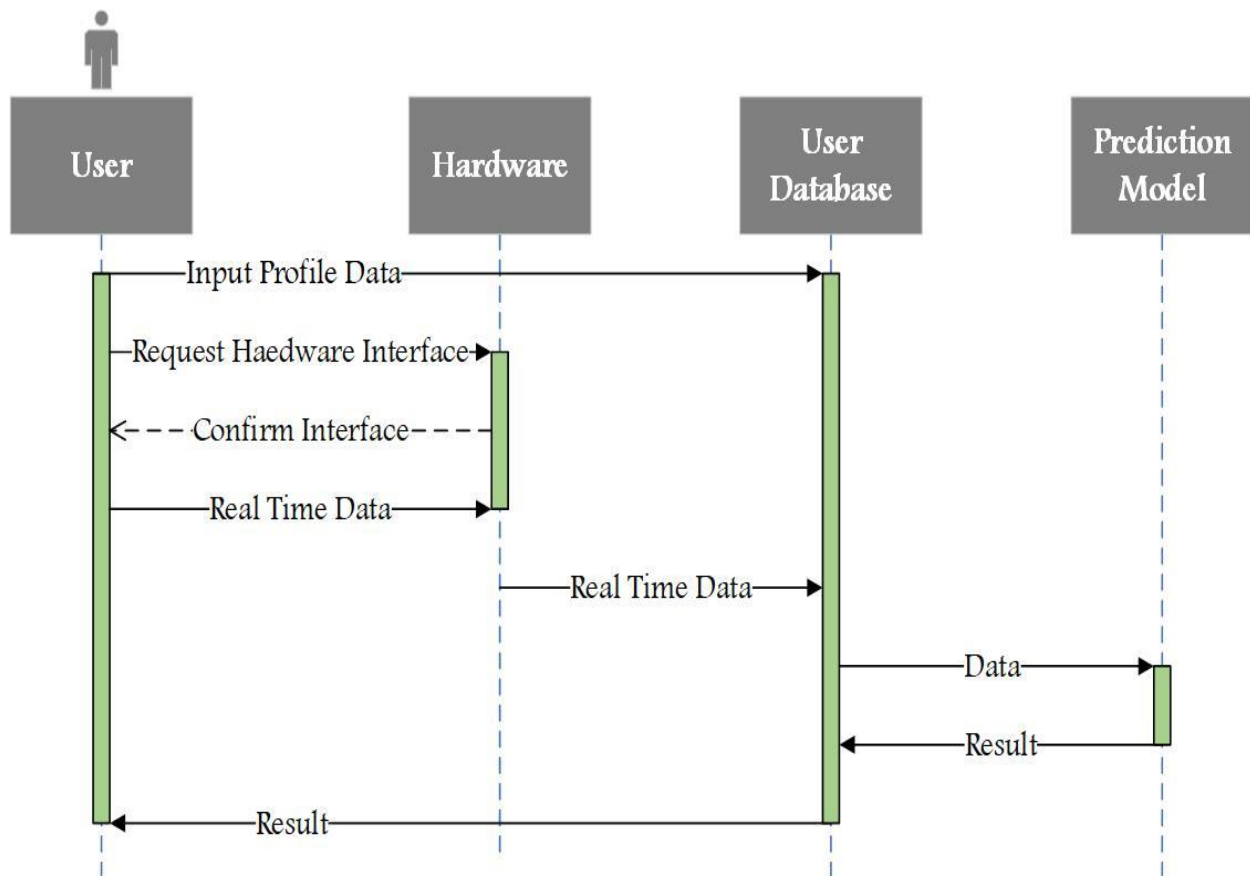 User
Hardware
User
Database
Prediction
Model
Input Profile Data
Request Haedware Interface
Confirm Interface
Real Time Data
Real Time Data
Data
Result
Result